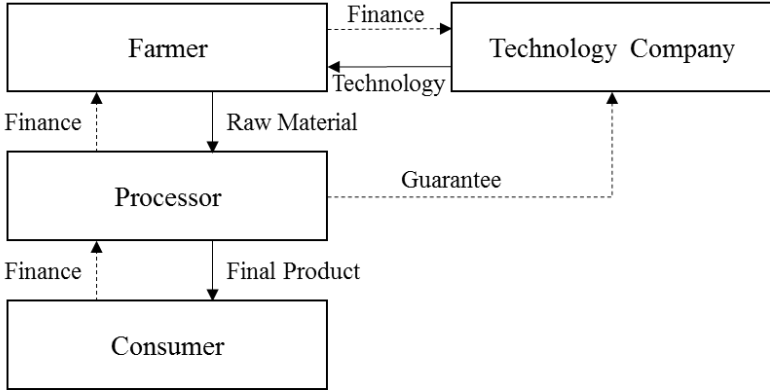 Finance
Farmer
Technology Company
Technology
Finance
Raw Material
Processor
Guarantee
Finance
Final Product
Consumer